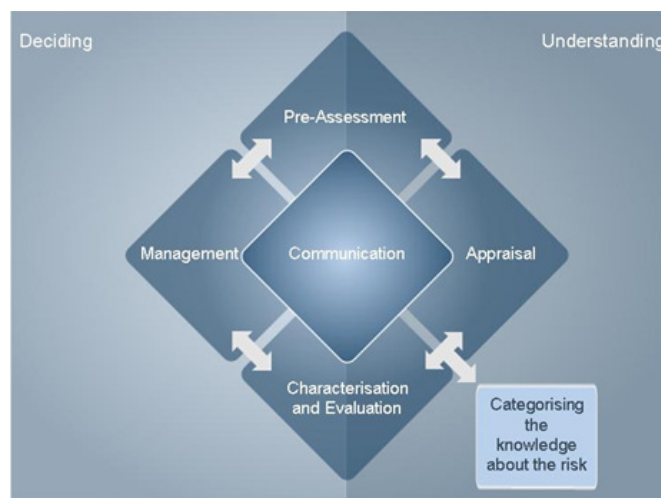 Deciding
Understanding
Pre-Assessment
Management
Communication
Appraisal
Characterisation
and Evaluation
Categorising
the
knowledge
about the risk